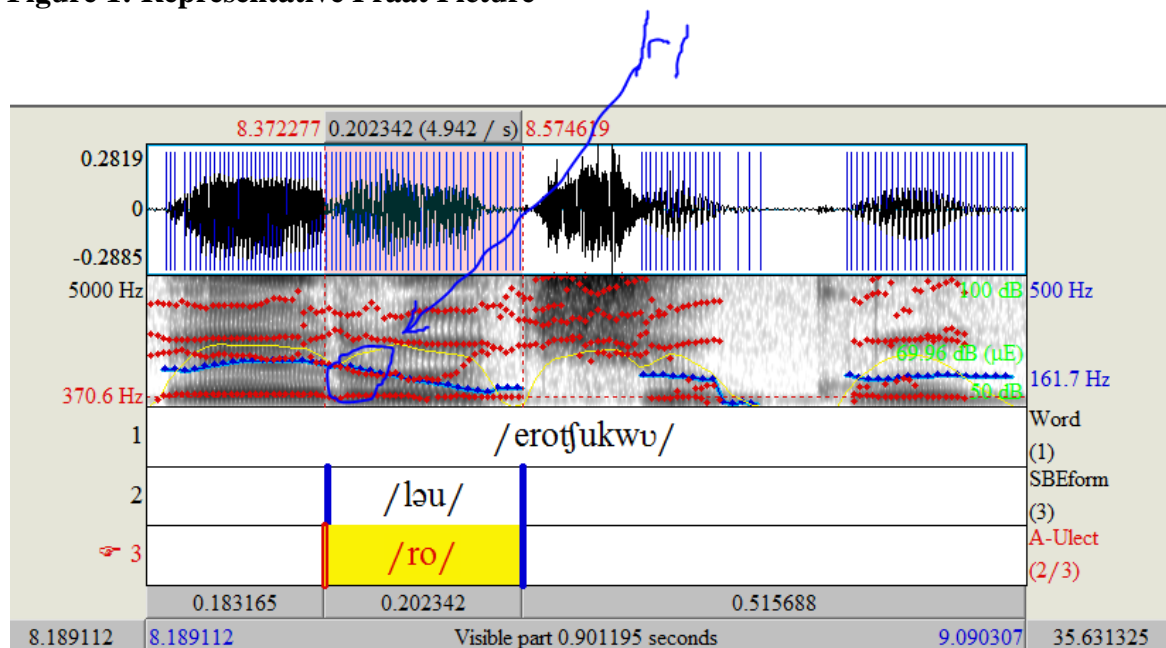 Figure 1: Representative Praat Picture
/r/
8.372277 0.202342 (4.942 / s) 8.574619
0.2819
0
-0.2885
5000 Hz 100 dB 500 Hz
69.96 dB (µE)
161.7 Hz
370.6 Hz 50 dB
1 /erotʃukwʊ/ Word
(1)
2 /ləu/ SBEform
(3)
☞ 3 /ro/ A-Ulect
(2/3)
0.183165 0.202342 0.515688
8.189112 8.189112 Visible part 0.901195 seconds 9.090307 35.631325